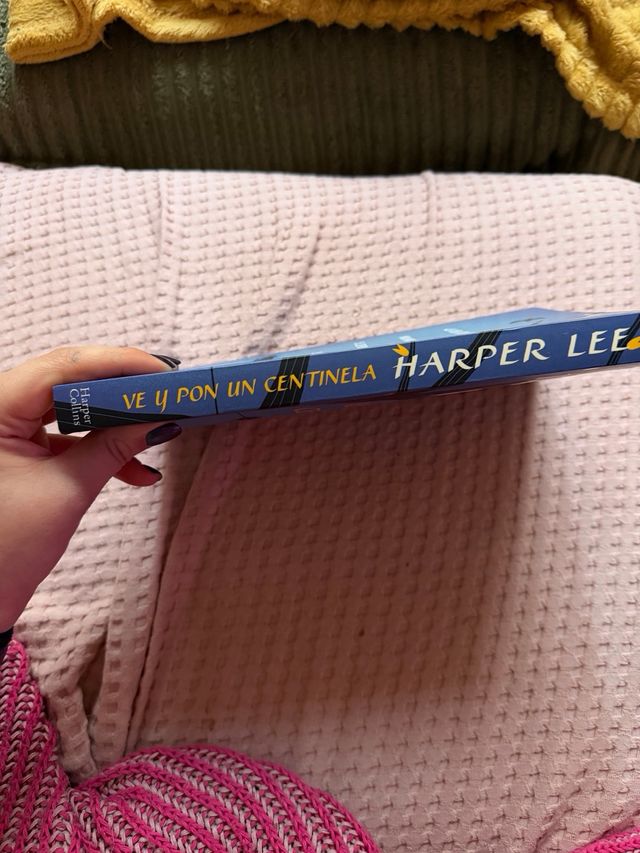 Harper
Collins
VE Y PON UN CENTINELA
HARPER LEE